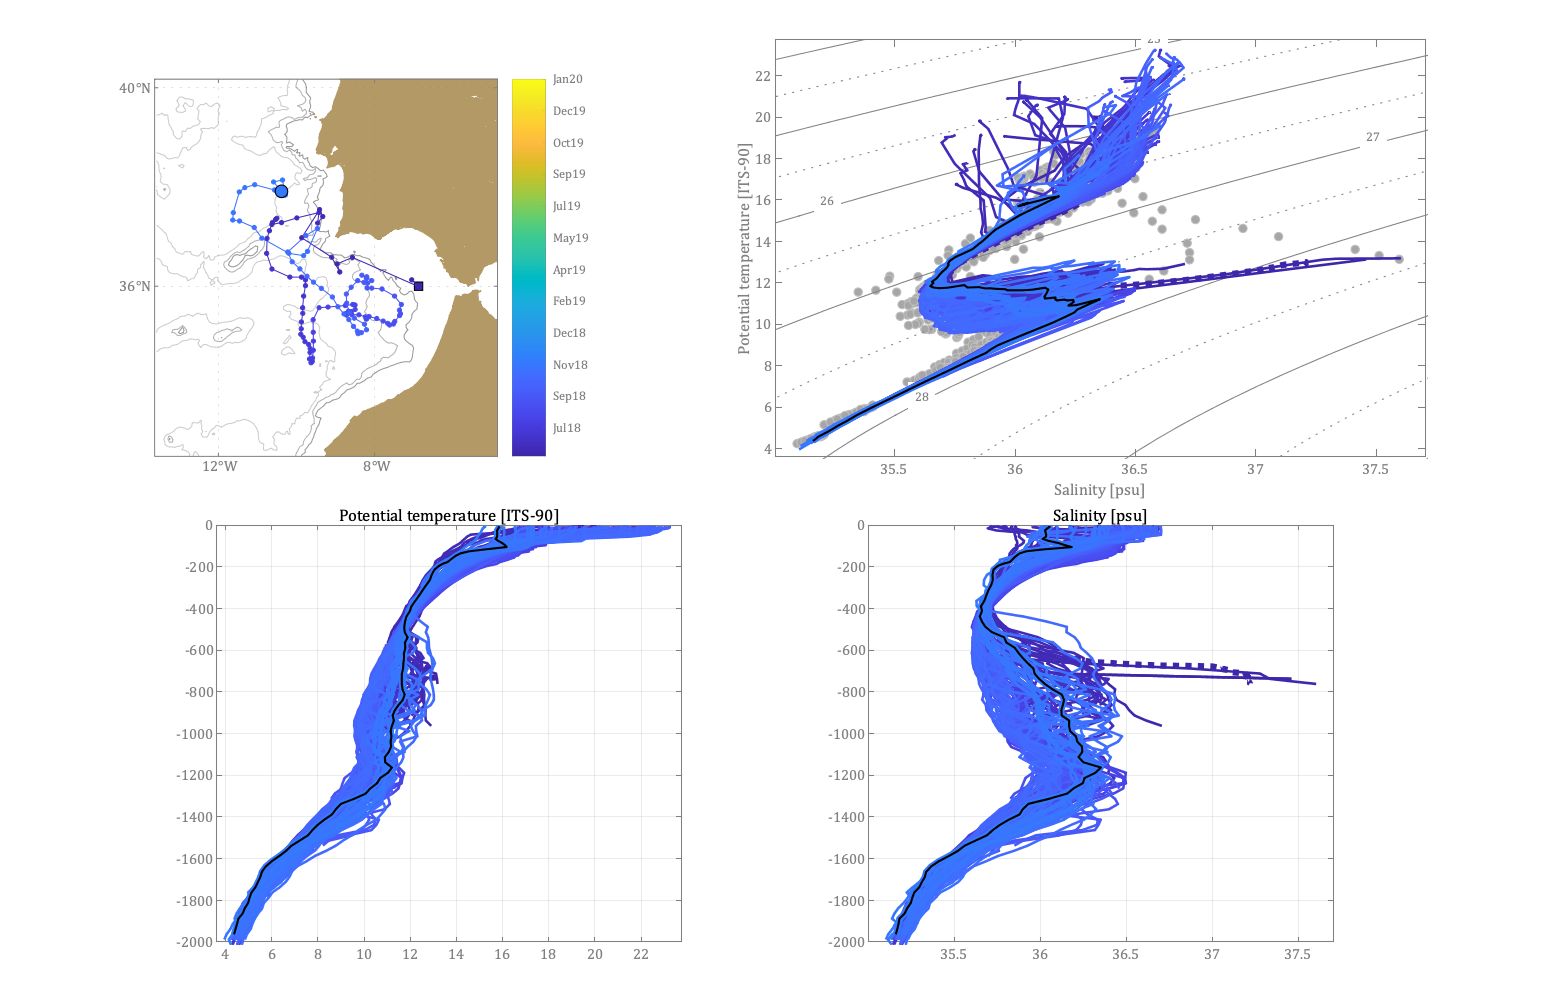 40°N
36°N
12°W
8°W
Jan20
Dec19
Oct19
Sep19
Jul19
May19
Apr19
Feb19
Dec18
Nov18
Sep18
Jul18
Potential temperature [ITS-90]
22
20
18
16
14
12
10
8
6
4
25
26
27
28
35.5
36
36.5
37
37.5
Salinity [psu]
Potential temperature [ITS-90]
0
-200
-400
-600
-800
-1000
-1200
-1400
-1600
-1800
-2000
4
6
8
10
12
14
16
18
20
22
Salinity [psu]
0
-200
-400
-600
-800
-1000
-1200
-1400
-1600
-1800
-2000
35.5
36
36.5
37
37.5